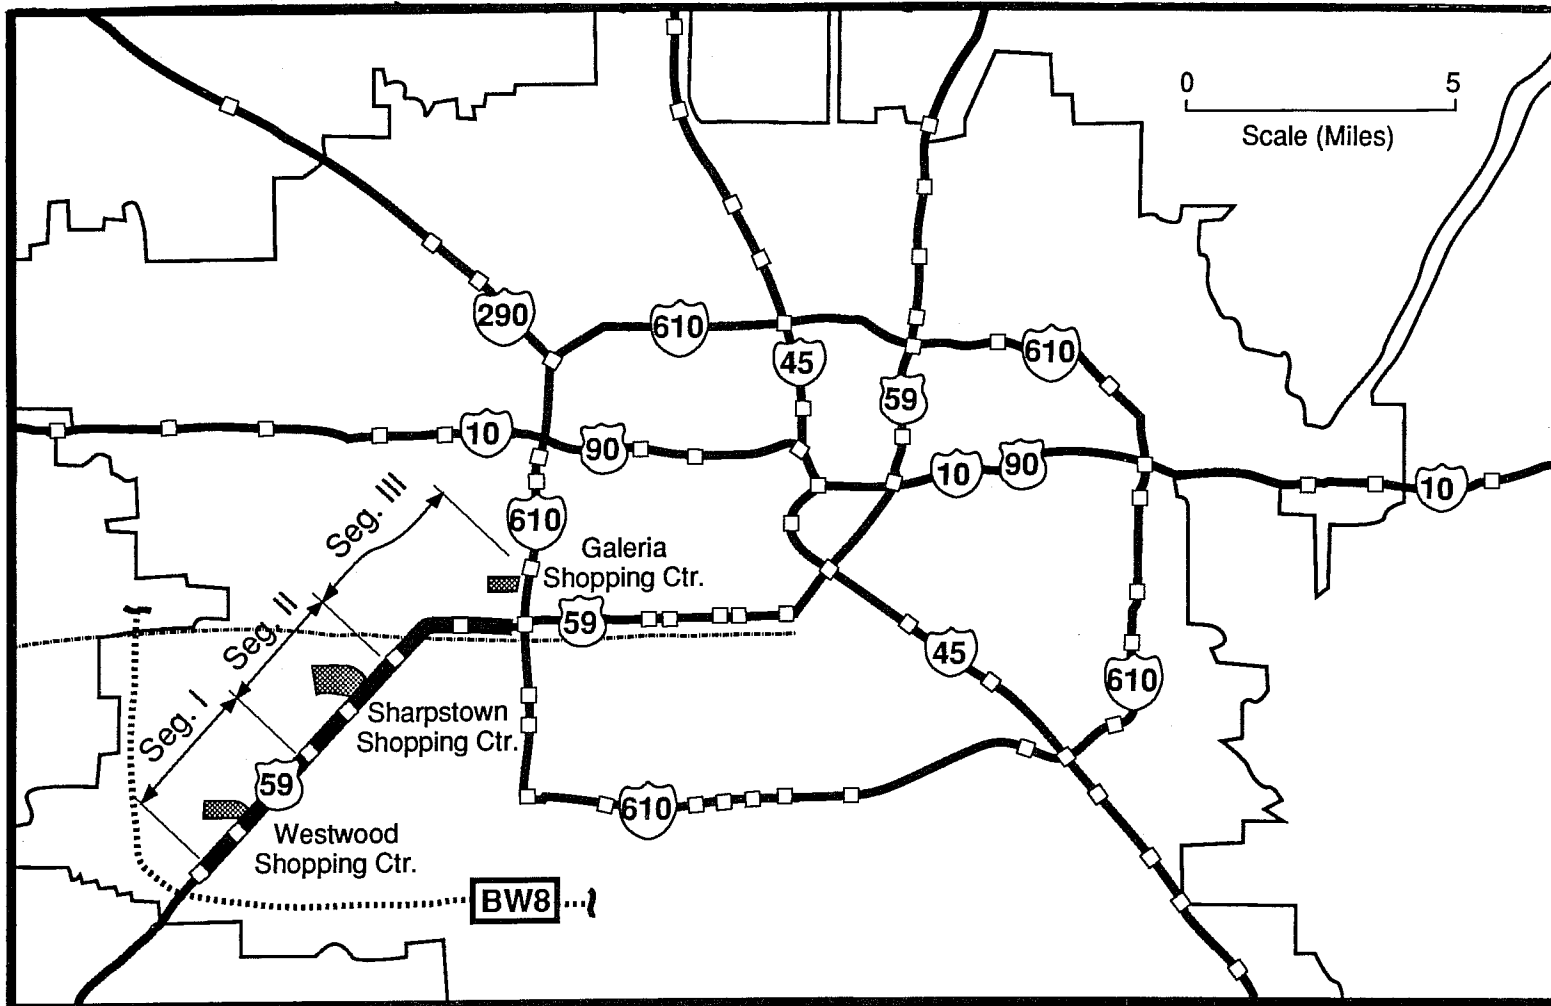 0 5
Scale (Miles)
290
610
45
610
59
10
90
10
90
10
Seg. III
610
Galeria
Shopping Ctr.
59
Seg. II
45
610
Seg. I
Sharpstown
Shopping Ctr.
59
610
Westwood
Shopping Ctr.
BW8